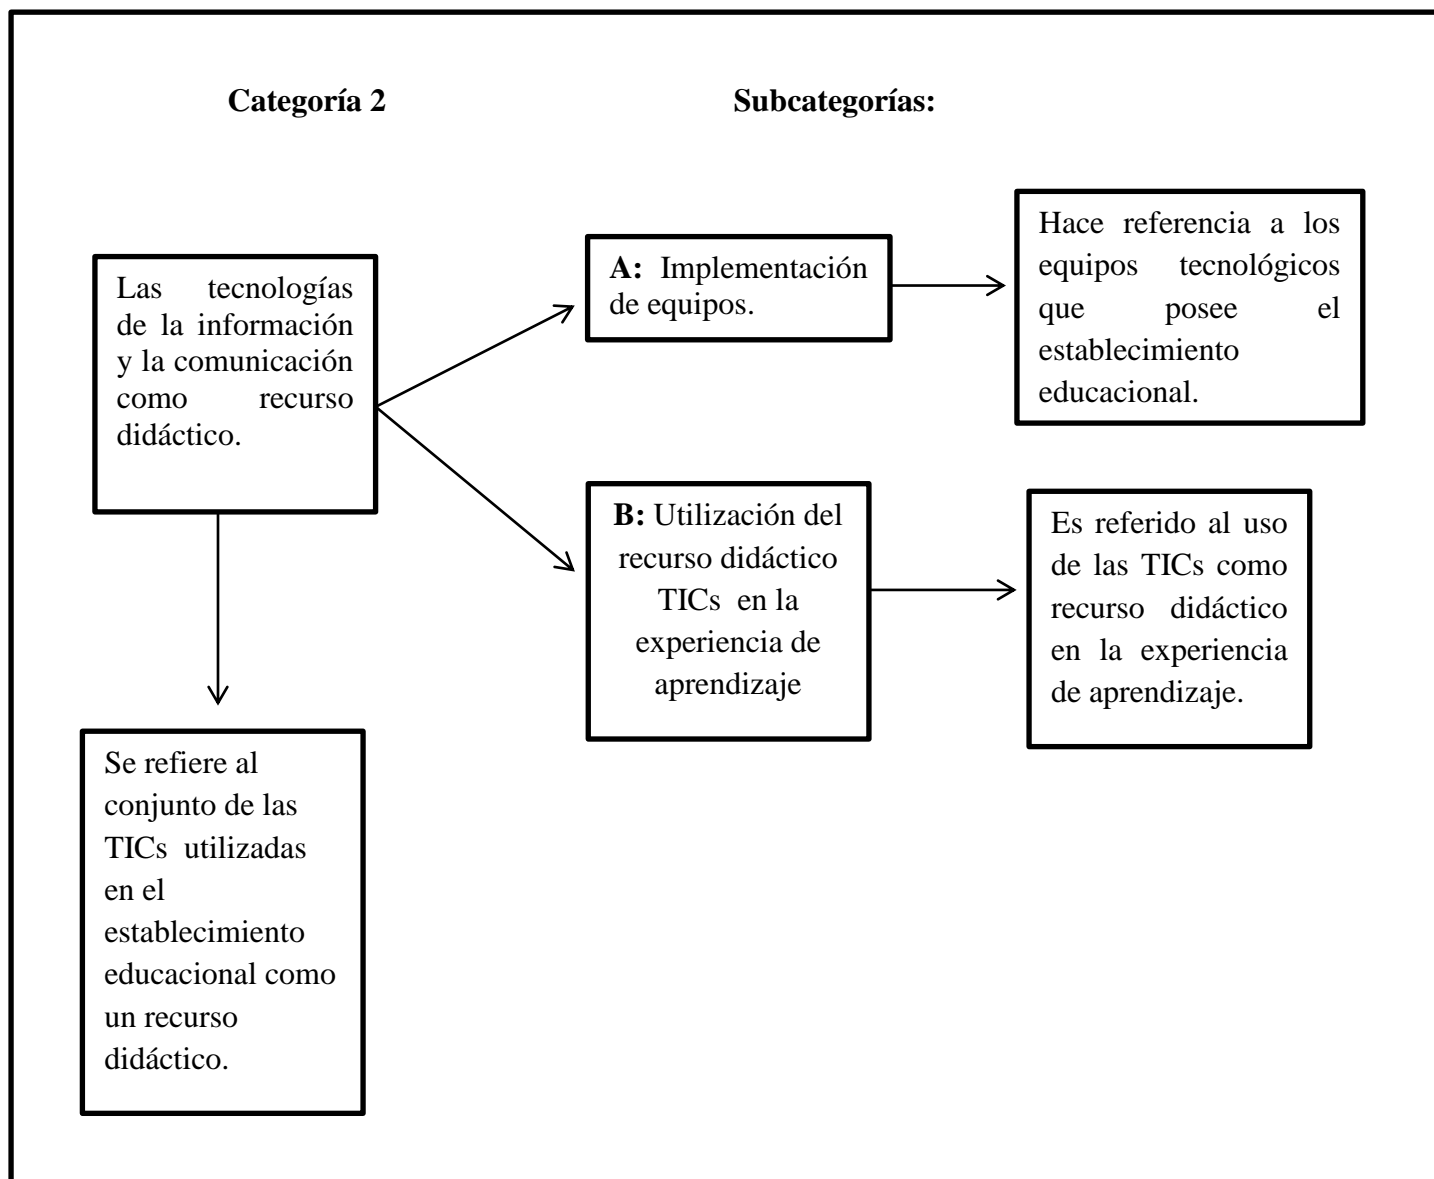 Categoría 2
Subcategorías:
Las tecnologías
de la información
y la comunicación
como recurso
didáctico.
Se refiere al
conjunto de las
TICs utilizadas
en el
establecimiento
educacional como
un recurso
didáctico.
A: Implementación
de equipos.
Hace referencia a los
equipos tecnológicos
que posee el
establecimiento
educacional.
B: Utilización del
recurso didáctico
TICs en la
experiencia de
aprendizaje
Es referido al uso
de las TICs como
recurso didáctico
en la experiencia
de aprendizaje.